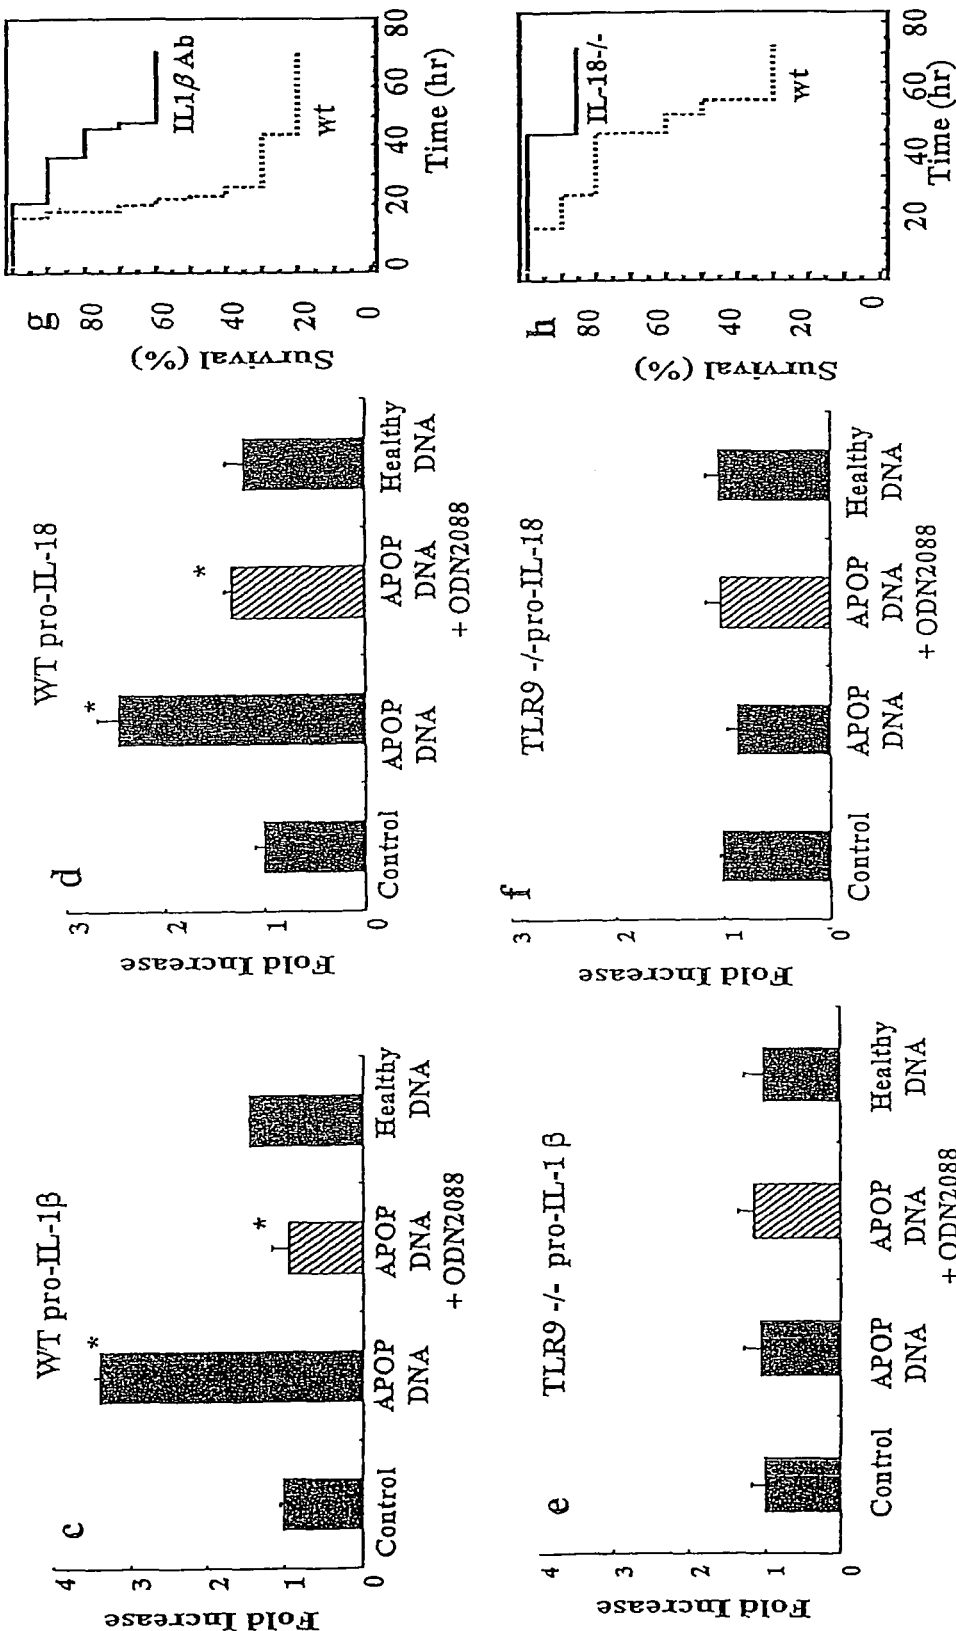 c
WT pro-IL-1β
Fold Increase
4
3
2
1
0
*
*
Control
APOP
DNA
APOP
DNA
+ ODN2088
Healthy
DNA
d
WT pro-IL-18
Fold Increase
3
2
1
0
*
*
Control
APOP
DNA
APOP
DNA
+ ODN2088
Healthy
DNA
g
Survival (%)
80
60
40
20
0
IL1β Ab
wt
0
20
40
60
80
Time (hr)
e
TLR9 -/- pro-IL-1 β
Fold Increase
4
3
2
1
0
Control
APOP
DNA
APOP
DNA
+ ODN2088
Healthy
DNA
f
TLR9 -/-pro-IL-18
Fold Increase
3
2
1
0
Control
APOP
DNA
APOP
DNA
+ ODN2088
Healthy
DNA
h
Survival (%)
80
60
40
20
0
IL-18-/-
wt
20
40
60
80
Time (hr)